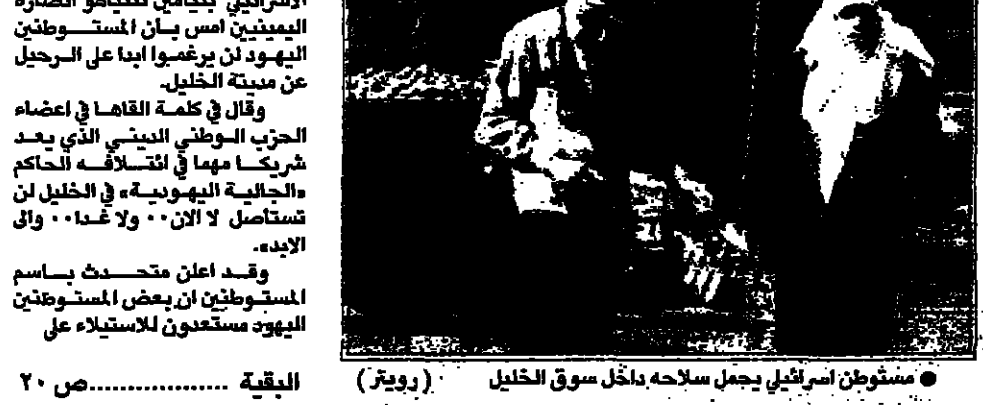 الاسرائيلي بنيامين نتنياهو انصاره
اليمينيين امس بأن المستوطنين
اليهود لن يرغموا ابدا على الرحيل
عن مدينة الخليل.
وقال في كلمة القاها في اعضاء
الحزب الوطني الديني الذي يعد
شريكا مهما في ائتلافه الحاكم
«الجالية اليهودية» في الخليل لن
تستأصل لا الان٠٠ ولا غدا٠٠ والى
الابد».
وقد اعلن متحدث باسم
المستوطنين ان بعض المستوطنين
اليهود مستعدون للاستيلاء على
البقية ..................ص ٢٠
● مستوطن اسرائيلي يحمل سلاحه داخل سوق الخليل (رويتر)